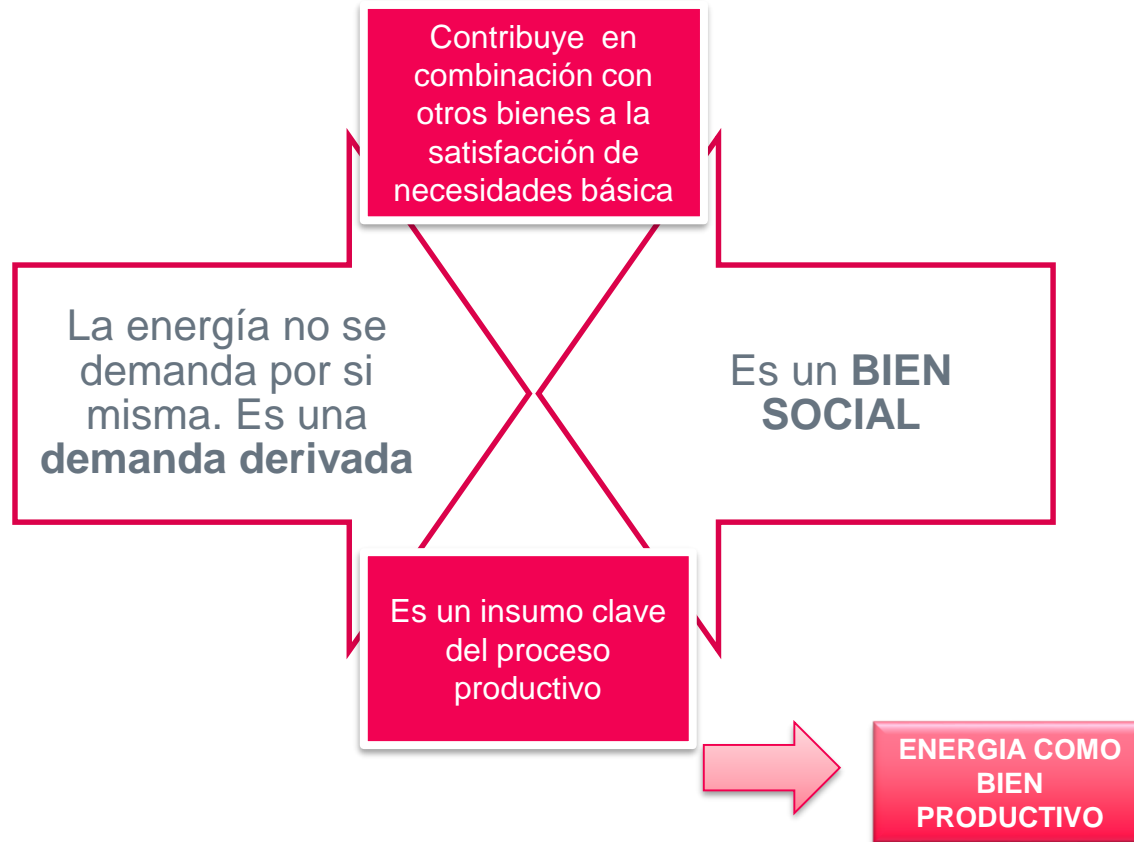 Contribuye en
combinación con
otros bienes a la
satisfacción de
necesidades básica
La energía no se
demanda por si
misma. Es una
demanda derivada
Es un BIEN
SOCIAL
Es un insumo clave
del proceso
productivo
ENERGIA COMO
BIEN
PRODUCTIVO